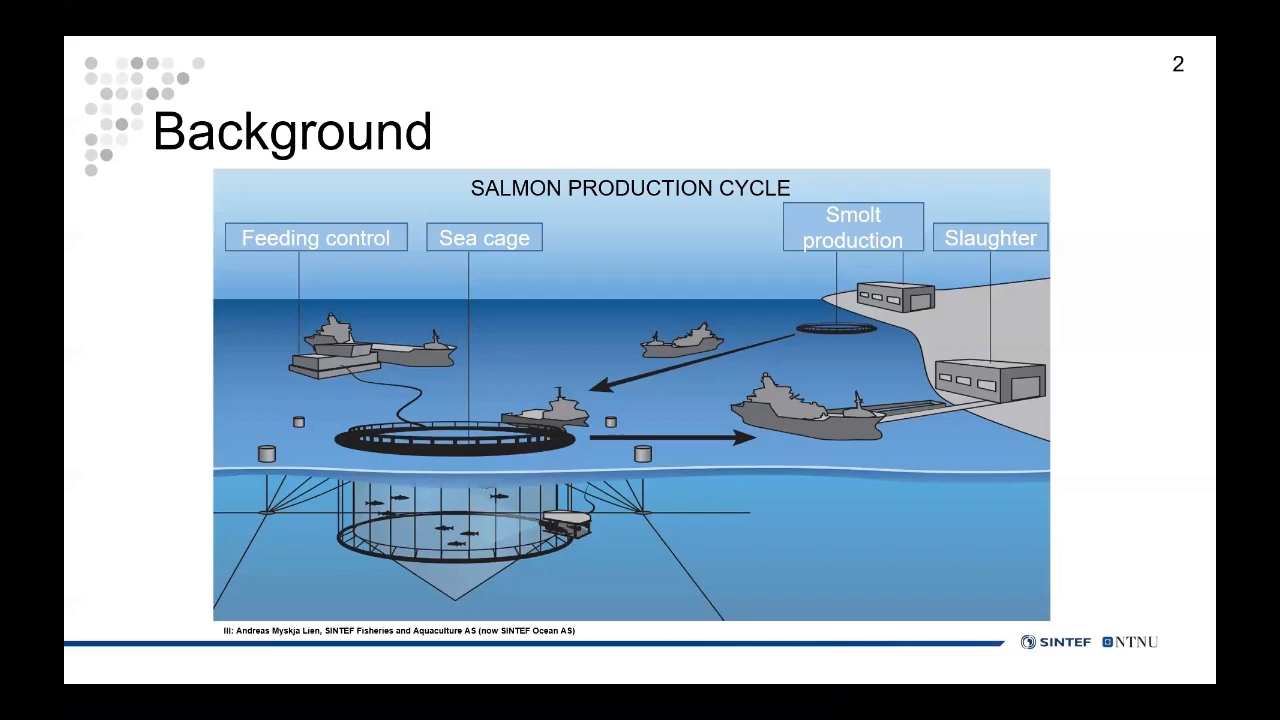 2
Background
SALMON PRODUCTION CYCLE
Feeding control
Sea cage
Smolt
production
Slaughter
Ill: Andreas Myskja Lien, SINTEF Fisheries and Aquaculture AS (now SINTEF Ocean AS)
SINTEF
NTNU